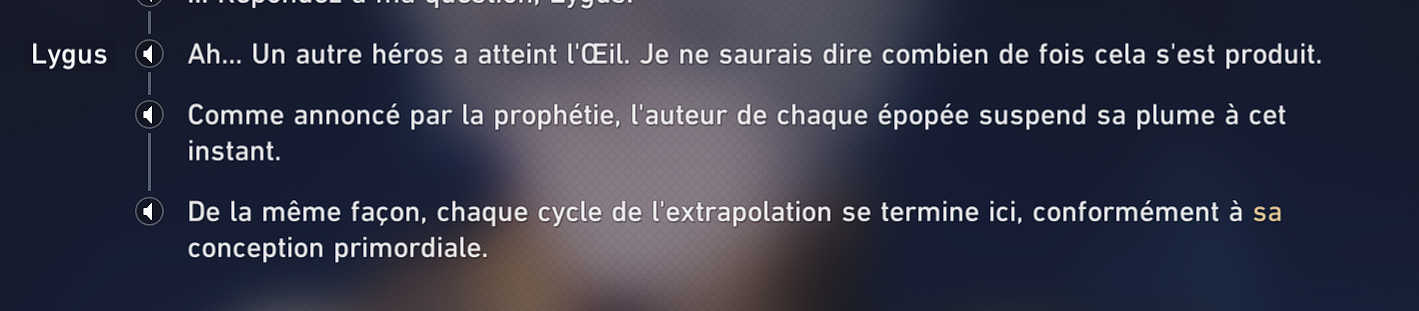 ... Répondez à ma question, Lygus.
Lygus
Ah... Un autre héros a atteint l'Œil. Je ne saurais dire combien de fois cela s'est produit.
Comme annoncé par la prophétie, l'auteur de chaque épopée suspend sa plume à cet
instant.
De la même façon, chaque cycle de l'extrapolation se termine ici, conformément à sa
conception primordiale.